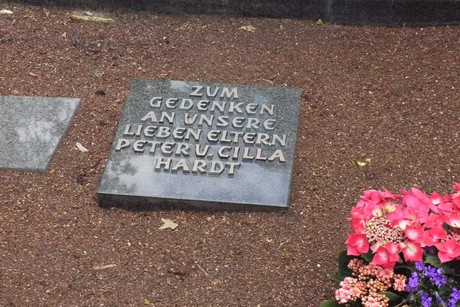 ZUM
GEDENKEN
AN UNSERE
LIEBEN ELTERN
PETER U. CILLA
HARDT